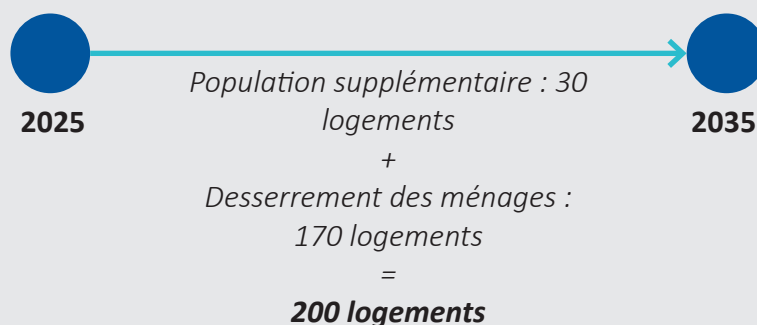 2025
2035
Population supplémentaire : 30
logements
+
Desserrement des ménages :
170 logements
=
200 logements